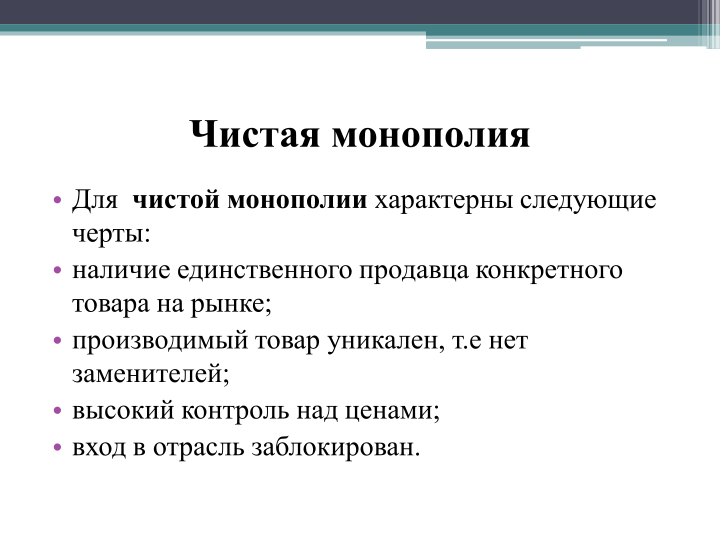 Чистая монополия
• Для  чистой монополии характерны следующие
черты:
• наличие единственного продавца конкретного
товара на рынке;
• производимый товар уникален, т.е нет
заменителей;
• высокий контроль над ценами;
• вход в отрасль заблокирован.